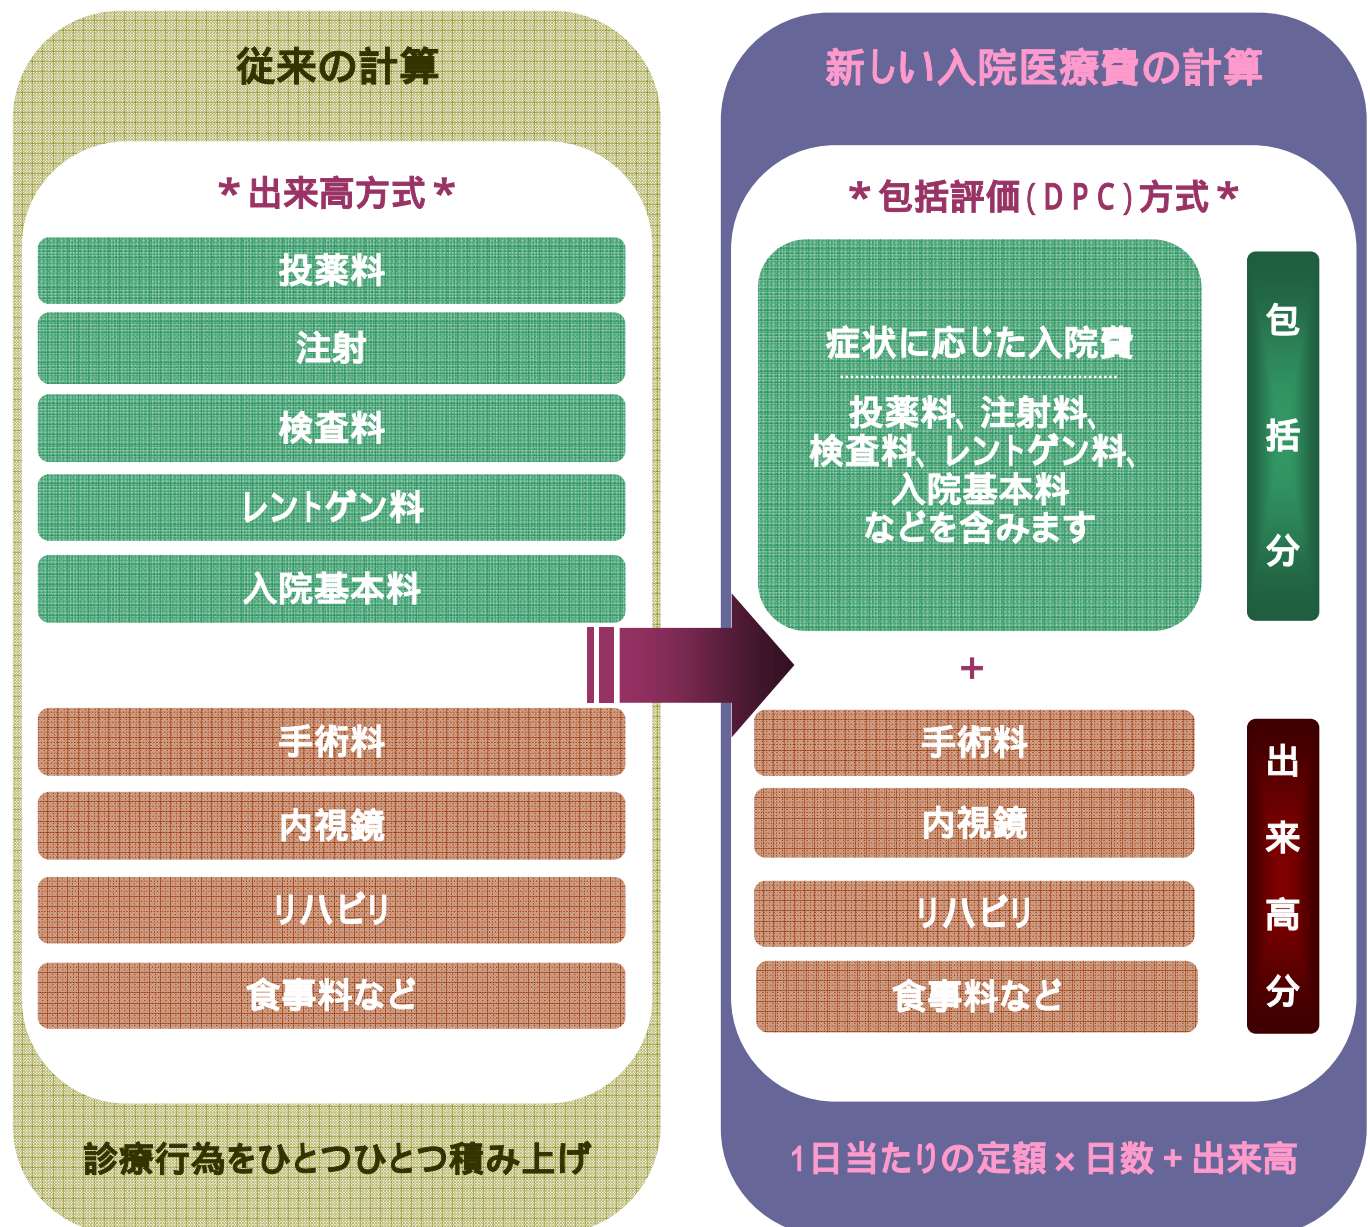 従来の計算
*出来高方式*
投薬料
注射
検査料
レントゲン料
入院基本料
手術料
内視鏡
リハビリ
食事料など
診療行為をひとつひとつ積み上げ
新しい入院医療費の計算
*包括評価(DPC)方式*
症状に応じた入院費
投薬料、注射料、
検査料、レントゲン料、
入院基本料
などを含みます
包括分
+
手術料
内視鏡
リハビリ
食事料など
出来高分
1日当たりの定額×日数+出来高